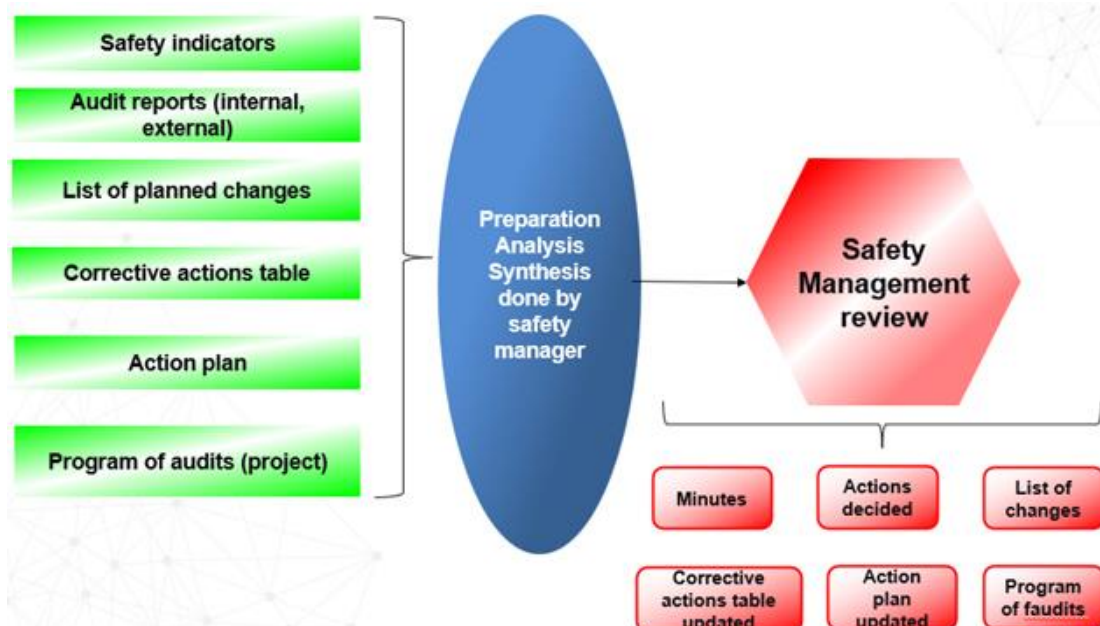 Safety indicators
Audit reports (internal,
external)
List of planned changes
Corrective actions table
Action plan
Program of audits (project)
Preparation
Analysis
Synthesis
done by
safety
manager
Safety
Management
review
Minutes
Actions
decided
List of
changes
Corrective
actions table
updated
Action
plan
updated
Program
of faudits